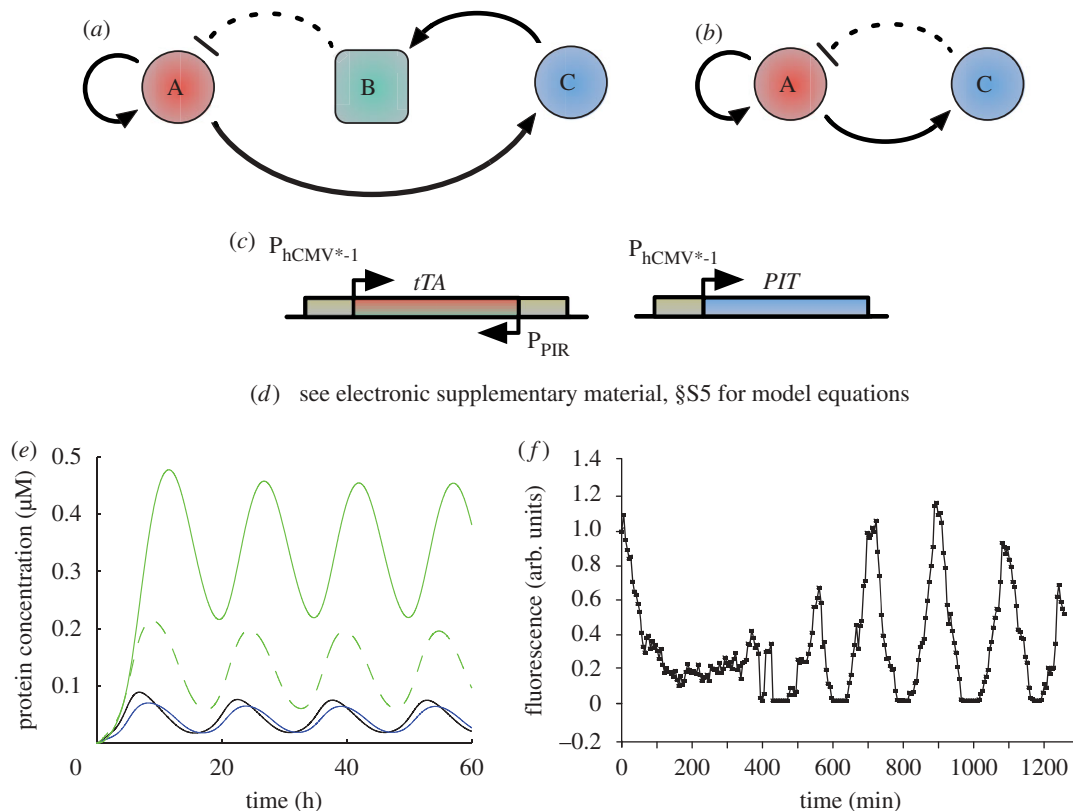 (a)
A
B
C
(b)
A
C
(c)
P hCMV*-1
tTA
P PIR
P hCMV*-1
PIT
(d) see electronic supplementary material, §S5 for model equations
(e)
protein concentration (µM)
0.5
0.4
0.3
0.2
0.1
0
20
40
60
time (h)
(f)
fluorescence (arb. units)
1.4
1.2
1.0
0.8
0.6
0.4
0.2
0
–0.2
0
200
400
600
800
1000
1200
time (min)